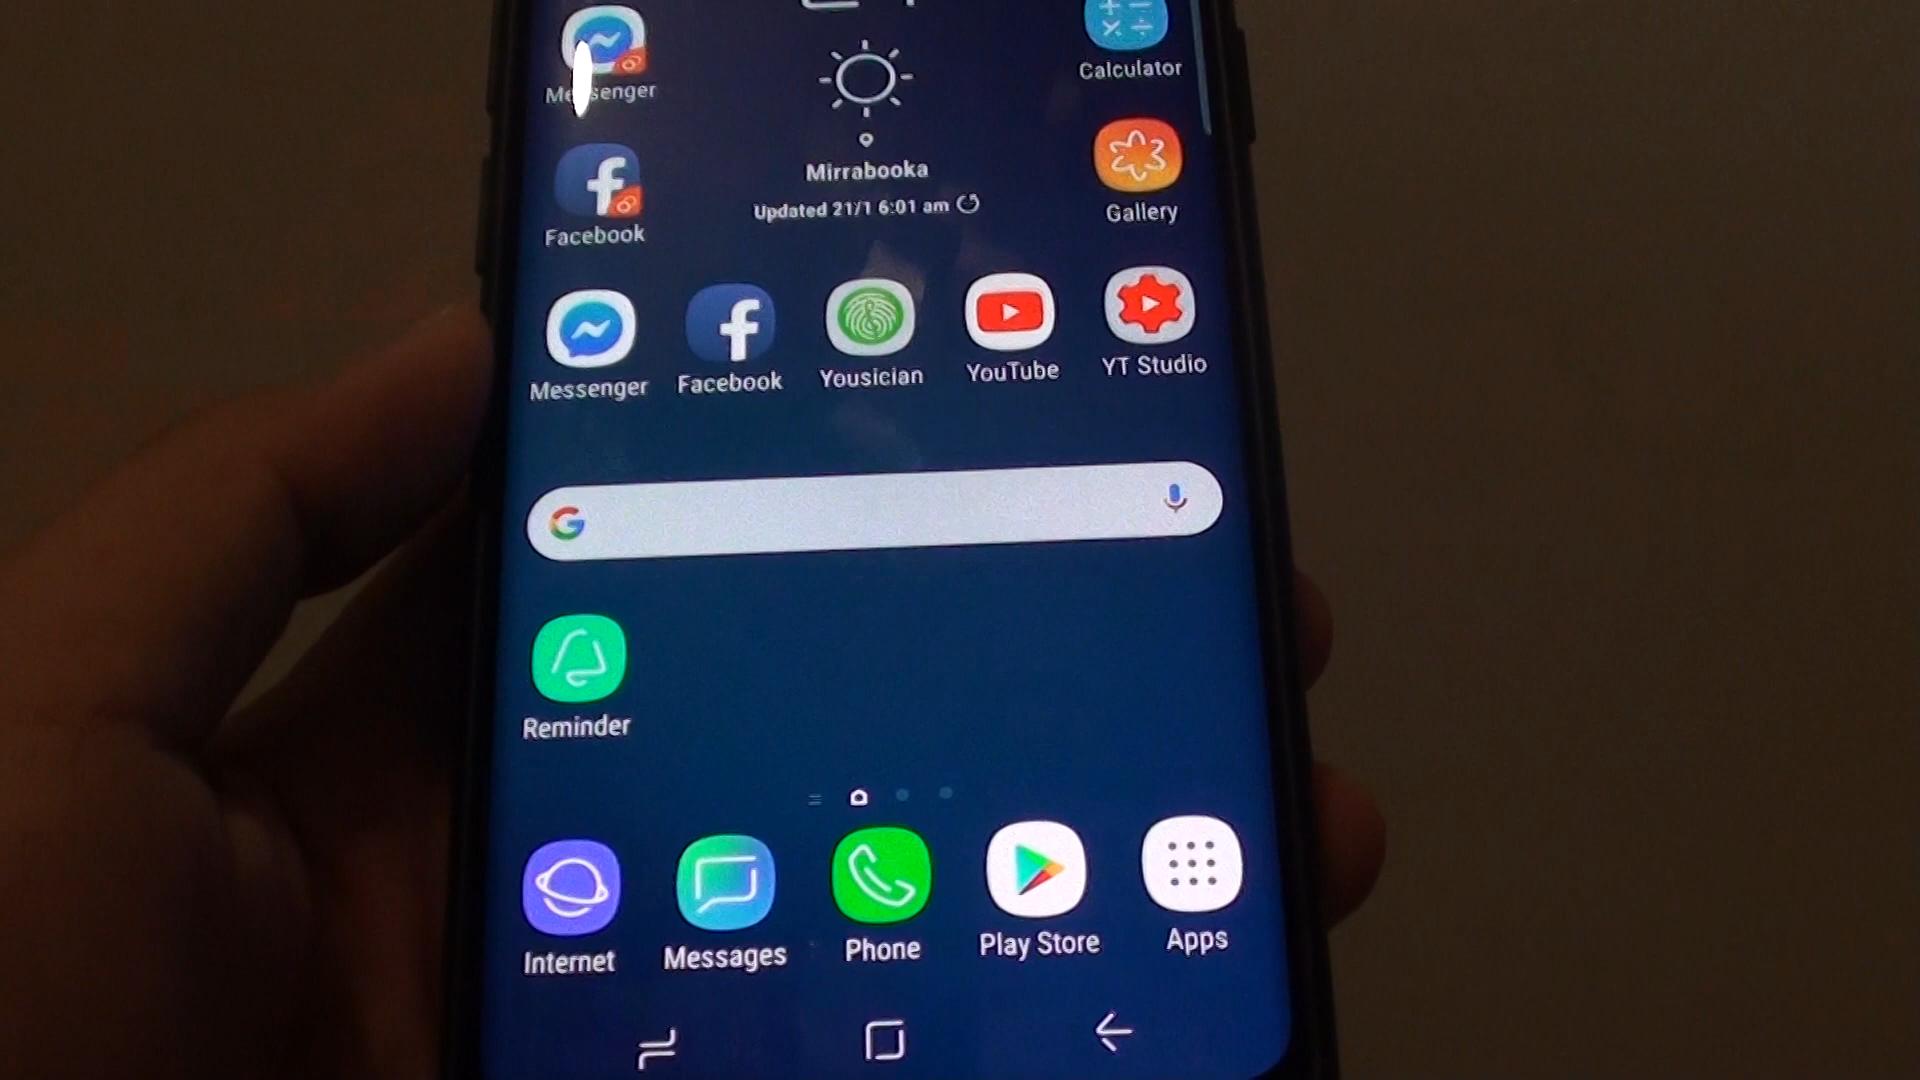 Messenger
Calculator
Mirrabooka
Updated 21/1 6:01 am
Facebook
Gallery
Messenger
Facebook
Yousician
YouTube
YT Studio
Reminder
Internet
Messages
Phone
Play Store
Apps